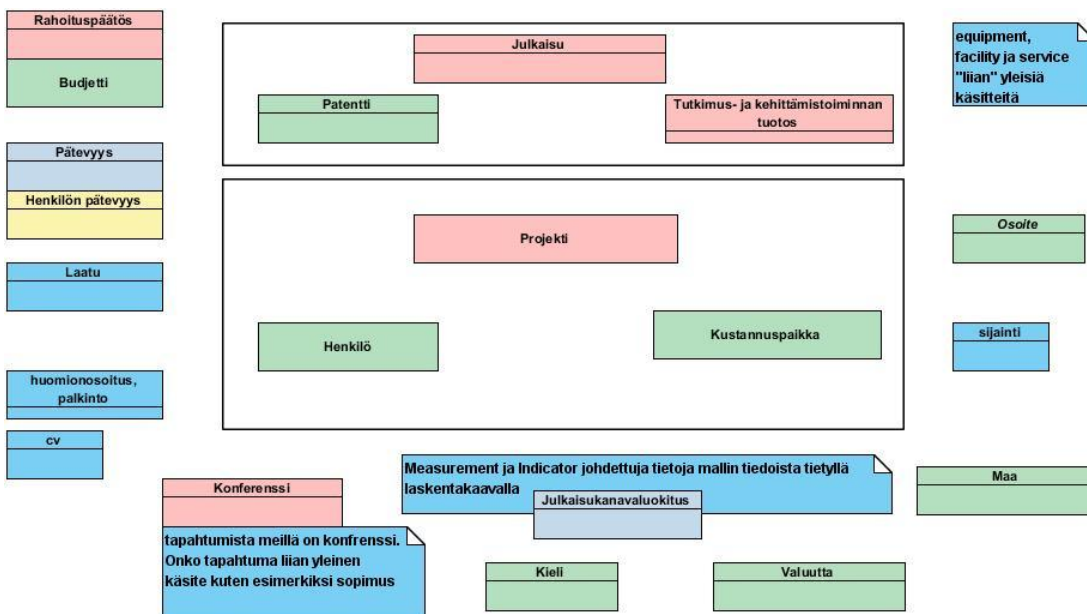 Rahoituspäätös
Budjetti
Pätevyys
Henkilön pätevyys
Laatu
huomionosoitus,
palkinto
cv
Julkaisu
Patentti
Tutkimus- ja kehittämistoiminnan
tuotos
Projekti
Henkilö
Kustannuspaikka
equipment,
facility ja service
"liian" yleisiä
käsitteitä
Osoite
sijainti
Maa
Measurement ja Indicator johdettuja tietoja mallin tiedoista tietyllä
laskentakaavalla
Julkaisukanavaluokitus
Konferenssi
tapahtumista meillä on konfrenssi.
Onko tapahtuma liian yleinen
käsite kuten esimerkiksi sopimus
Kieli
Valuutta